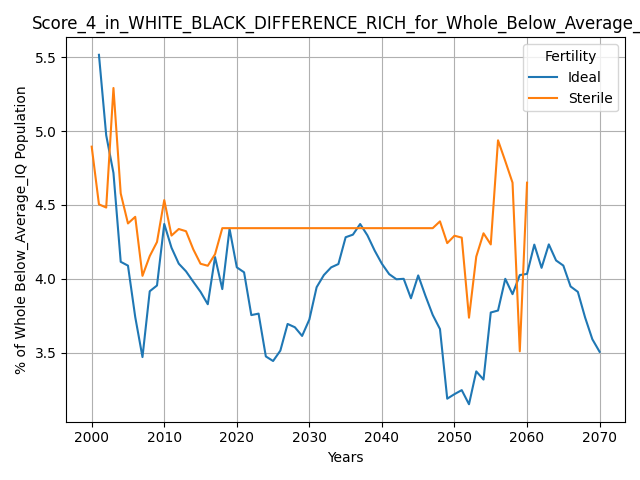 Score_4_in_WHITE_BLACK_DIFFERENCE_RICH_for_Whole_Below_Average_
Fertility
Ideal
Sterile
% of Whole Below_Average_IQ Population
5.5
5.0
4.5
4.0
3.5
2000 2010 2020 2030 2040 2050 2060 2070
Years